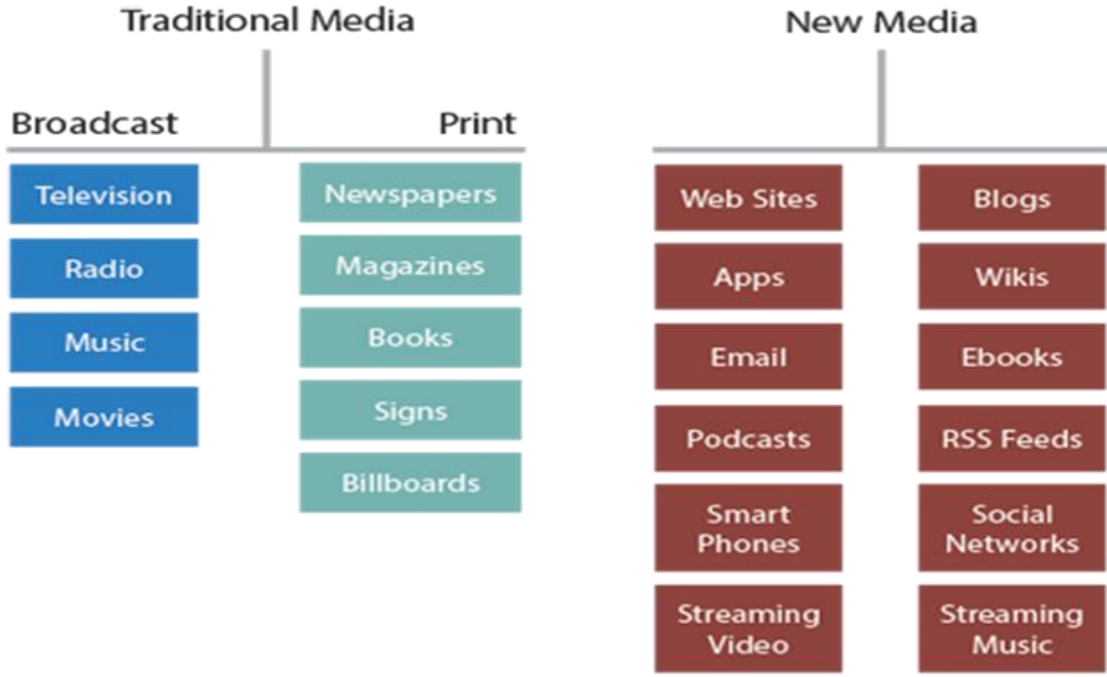 Traditional Media
Broadcast
Print
Television
Radio
Music
Movies
Newspapers
Magazines
Books
Signs
Billboards
New Media
Web Sites
Apps
Email
Podcasts
Smart
Phones
Streaming
Video
Blogs
Wikis
Ebooks
RSS Feeds
Social
Networks
Streaming
Music